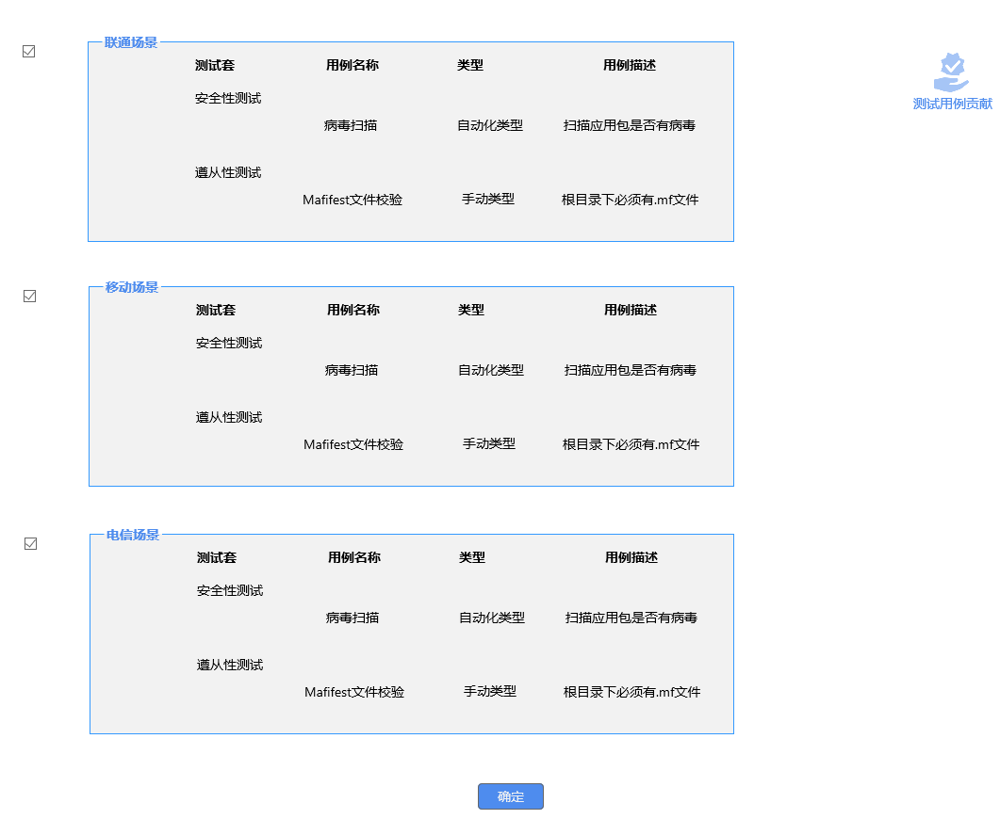 联通场景
测试套 用例名称 类型 用例描述
安全性测试
病毒扫描 自动化类型 扫描应用包是否有病毒
遵从性测试
Mafifest文件校验 手动类型 根目录下必须有.mf文件
测试用例贡献
移动场景
测试套 用例名称 类型 用例描述
安全性测试
病毒扫描 自动化类型 扫描应用包是否有病毒
遵从性测试
Mafifest文件校验 手动类型 根目录下必须有.mf文件
电信场景
测试套 用例名称 类型 用例描述
安全性测试
病毒扫描 自动化类型 扫描应用包是否有病毒
遵从性测试
Mafifest文件校验 手动类型 根目录下必须有.mf文件
确定